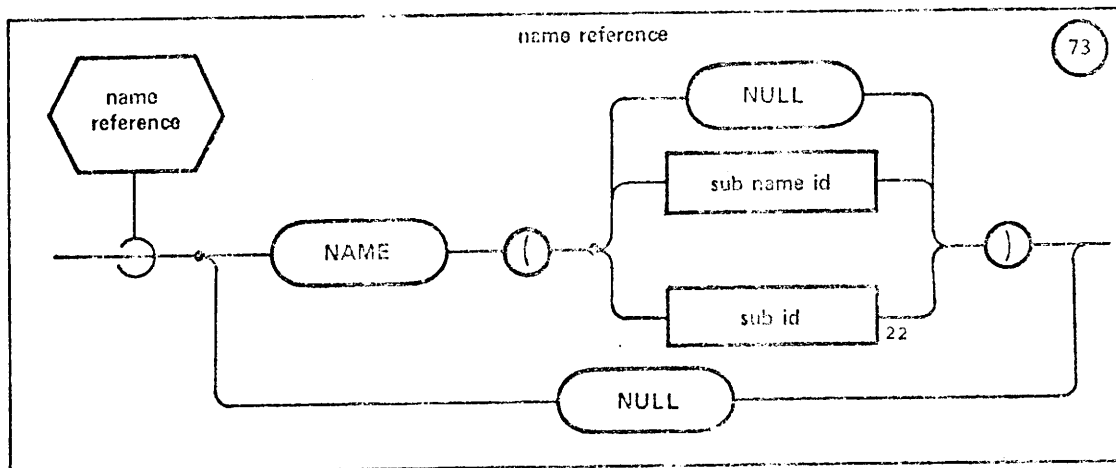 name reference
73
name
reference
NULL
sub name id
NAME
(
)
sub id
22
NULL